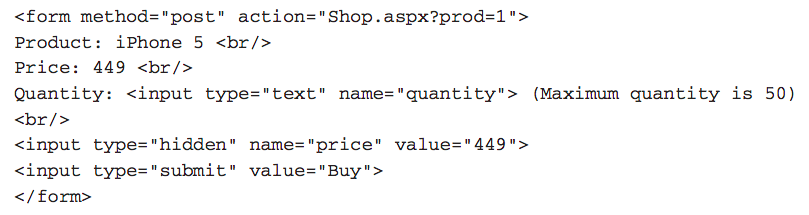 <form method="post" action="Shop.aspx?prod=1">
Product: iPhone 5 <br/>
Price: 449 <br/>
Quantity: <input type="text" name="quantity"> (Maximum quantity is 50)
<br/>
<input type="hidden" name="price" value="449">
<input type="submit" value="Buy">
</form>